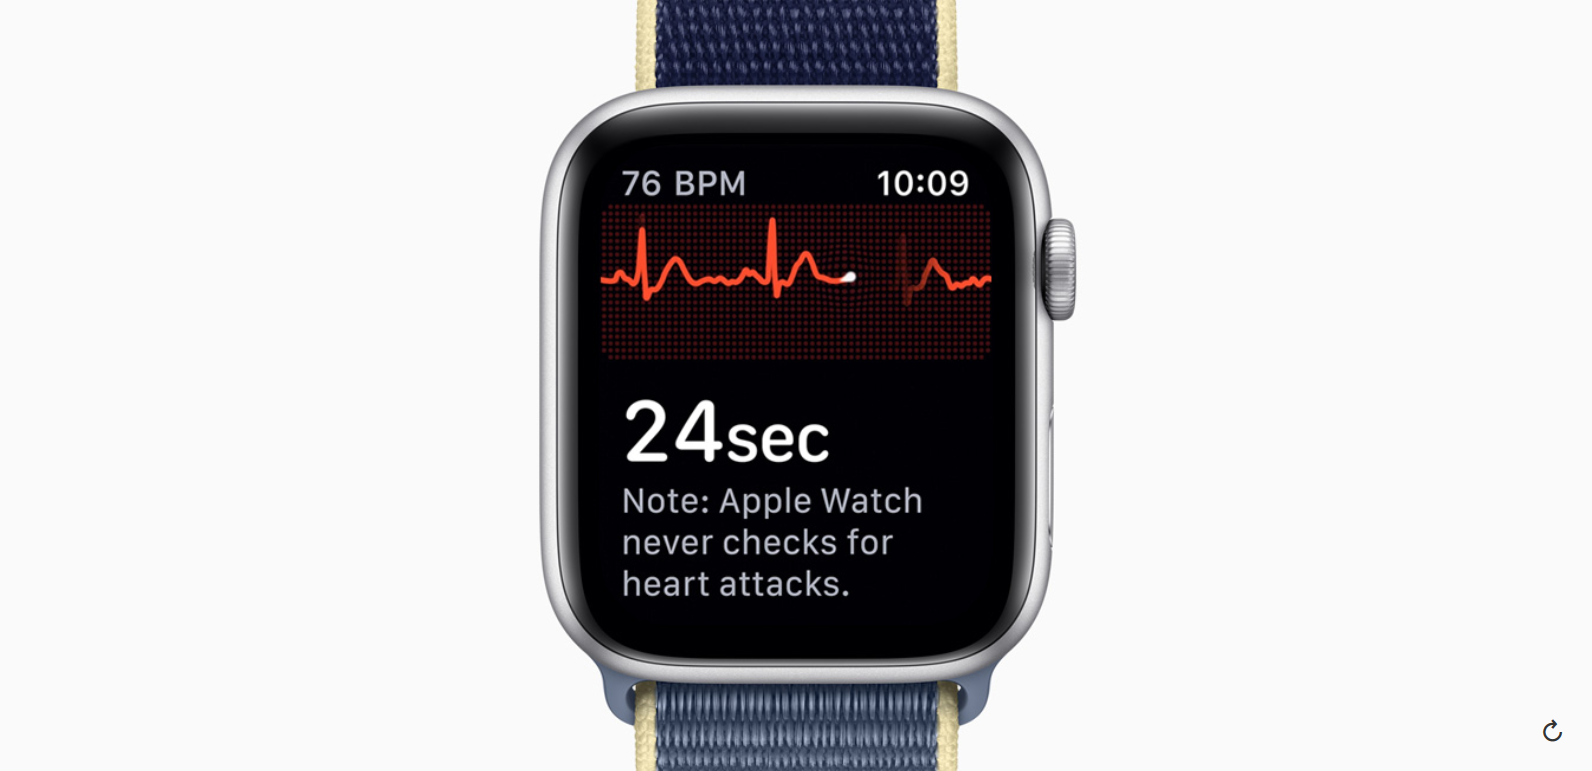 76 BPM
10:09
24sec
Note: Apple Watch
never checks for
heart attacks.